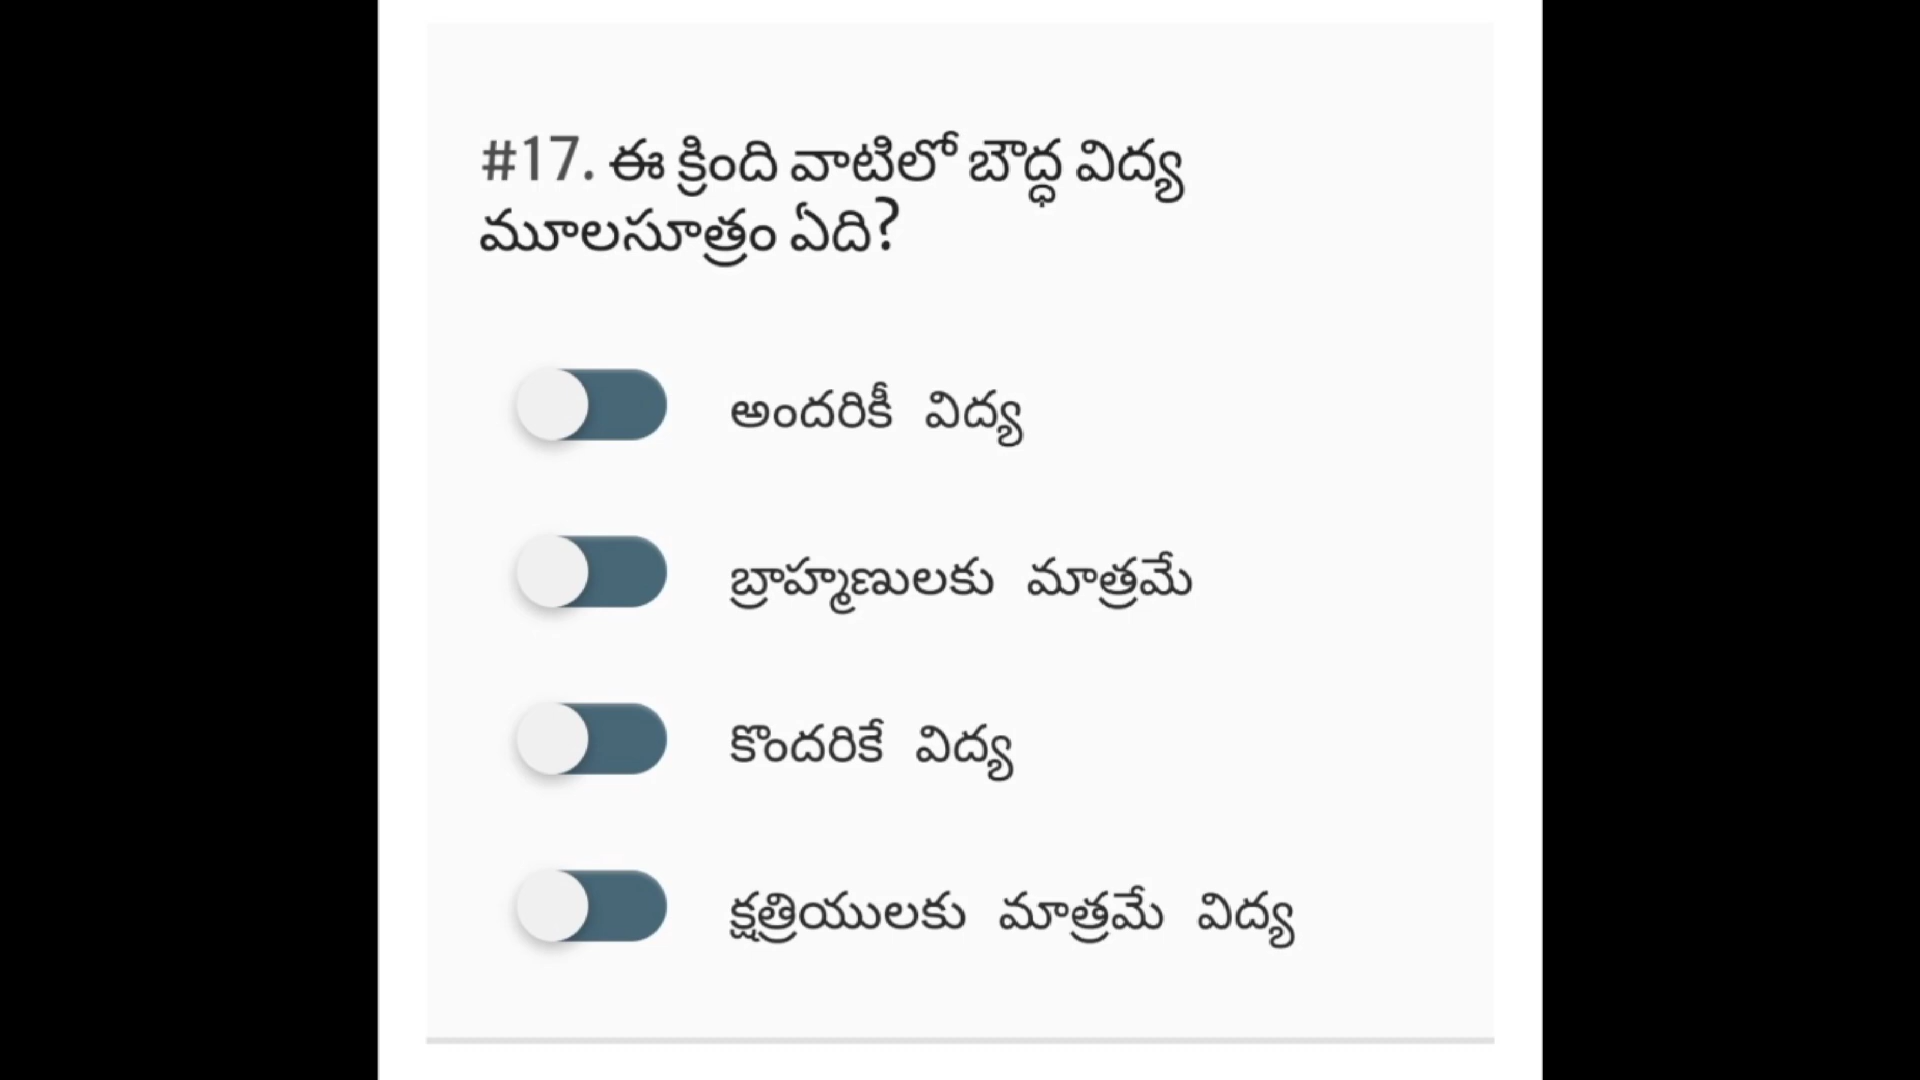 #17. ఈ క్రింది వాటిలో బౌద్ధ విద్య
మూలసూత్రం ఏది?
అందరికీ విద్య
బ్రాహ్మణులకు మాత్రమే
కొందరికే విద్య
క్షత్రియులకు మాత్రమే విద్య